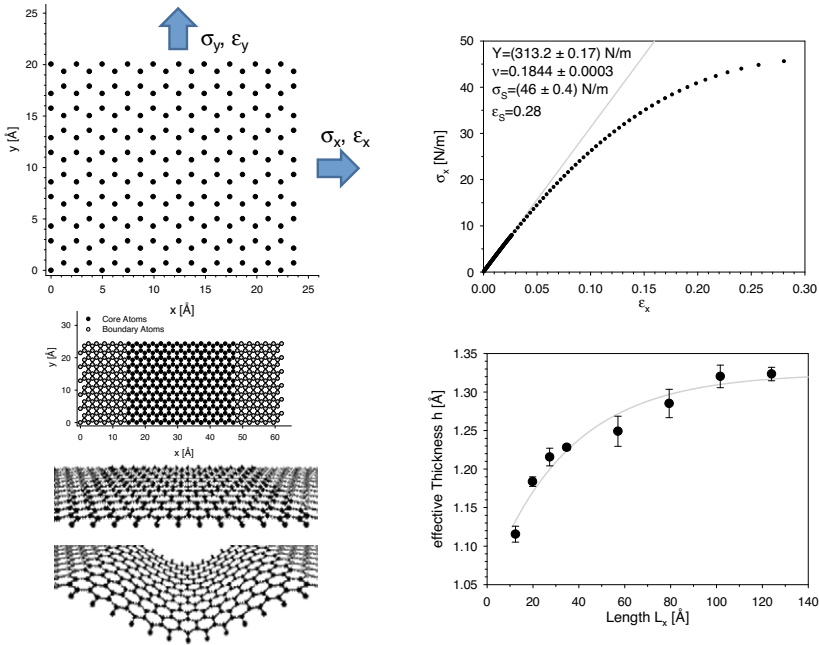 25
20
15
10
5
0
y [Å]
0 5 10 15 20 25
x [Å]
σy, εy
σx, εx
Core Atoms
Boundary Atoms
30
20
10
0
y [Å]
0 10 20 30 40 50 60
x [Å]
Y=(313.2 ± 0.17) N/m
ν=0.1844 ± 0.0003
σS=(46 ± 0.4) N/m
εS=0.28
50
40
30
20
10
0
σx [N/m]
0.00 0.05 0.10 0.15 0.20 0.25 0.30
εx
1.35
1.30
1.25
1.20
1.15
1.10
1.05
effective Thickness h [Å]
0 20 40 60 80 100 120 140
Length Lx [Å]